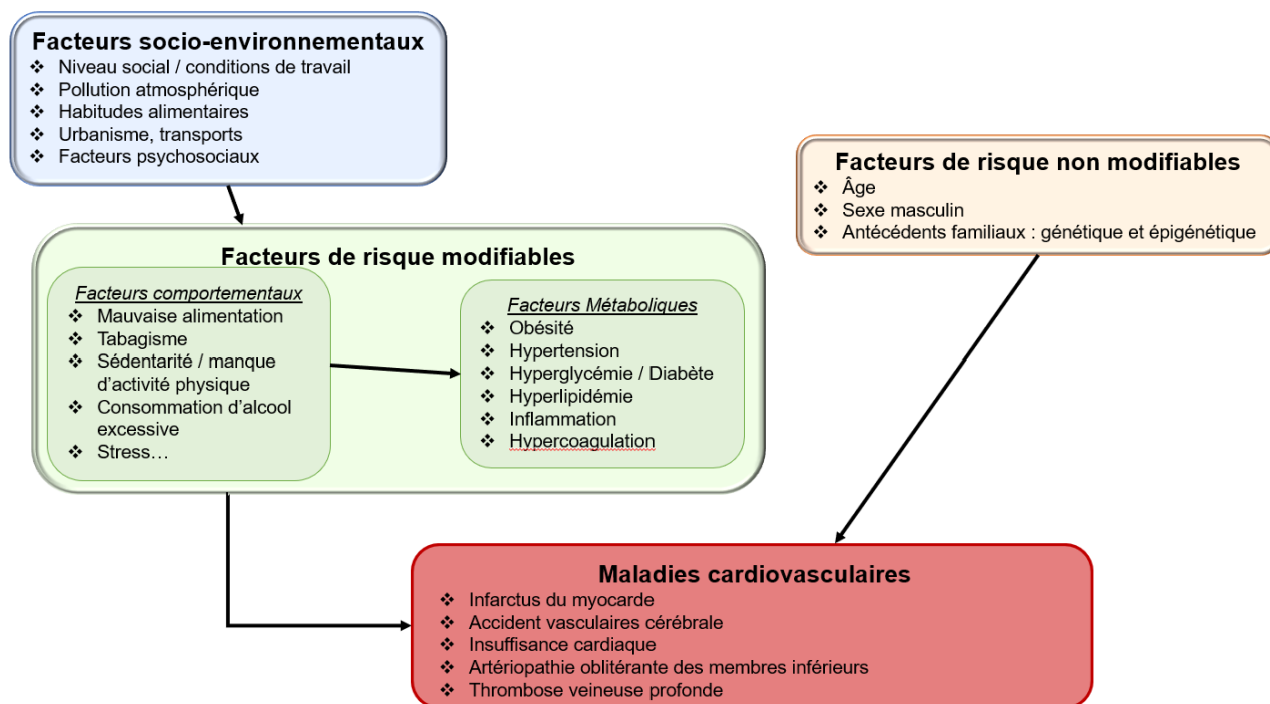 Facteurs socio-environnementaux
❖ Niveau social / conditions de travail
❖ Pollution atmosphérique
❖ Habitudes alimentaires
❖ Urbanisme, transports
❖ Facteurs psychosociaux
Facteurs de risque non modifiables
❖ Âge
❖ Sexe masculin
❖ Antécédents familiaux : génétique et épigénétique
Facteurs de risque modifiables
Facteurs comportementaux
❖ Mauvaise alimentation
❖ Tabagisme
❖ Sédentarité / manque
d’activité physique
❖ Consommation d’alcool
excessive
❖ Stress…
Facteurs Métaboliques
❖ Obésité
❖ Hypertension
❖ Hyperglycémie / Diabète
❖ Hyperlipidémie
❖ Inflammation
❖ Hypercoagulation
Maladies cardiovasculaires
❖ Infarctus du myocarde
❖ Accident vasculaires cérébrale
❖ Insuffisance cardiaque
❖ Artériopathie oblitérante des membres inférieurs
❖ Thrombose veineuse profonde